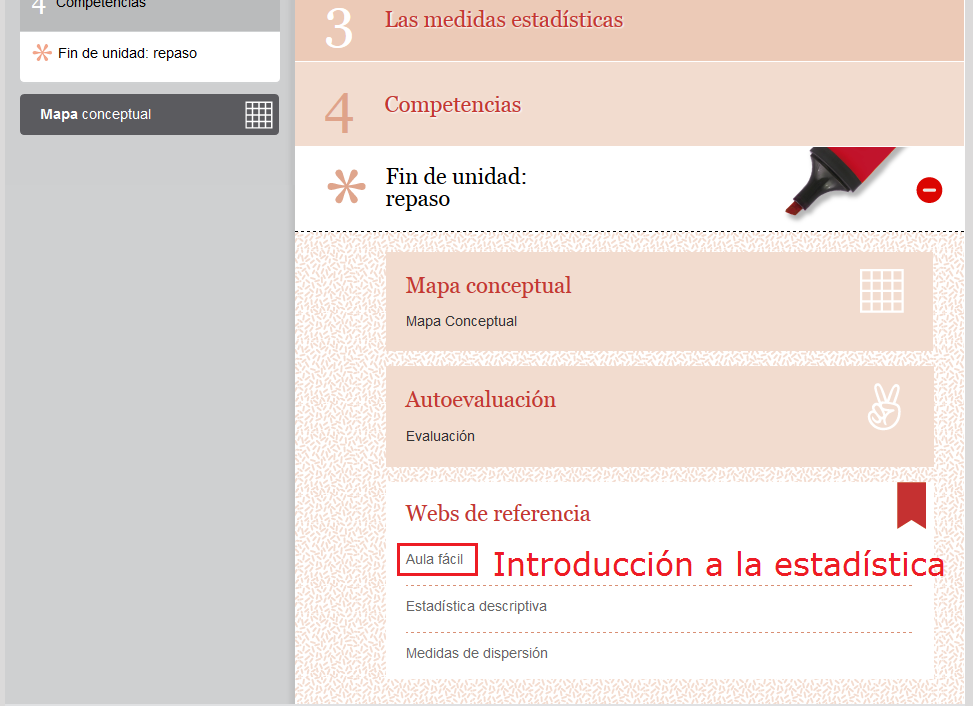 4 Competencias
Fin de unidad: repaso
Mapa conceptual
3 Las medidas estadísticas
4 Competencias
* Fin de unidad:
repaso
Mapa conceptual
Mapa Conceptual
Autoevaluación
Evaluación
Webs de referencia
Aula fácil Introducción a la estadística
Estadística descriptiva
Medidas de dispersión